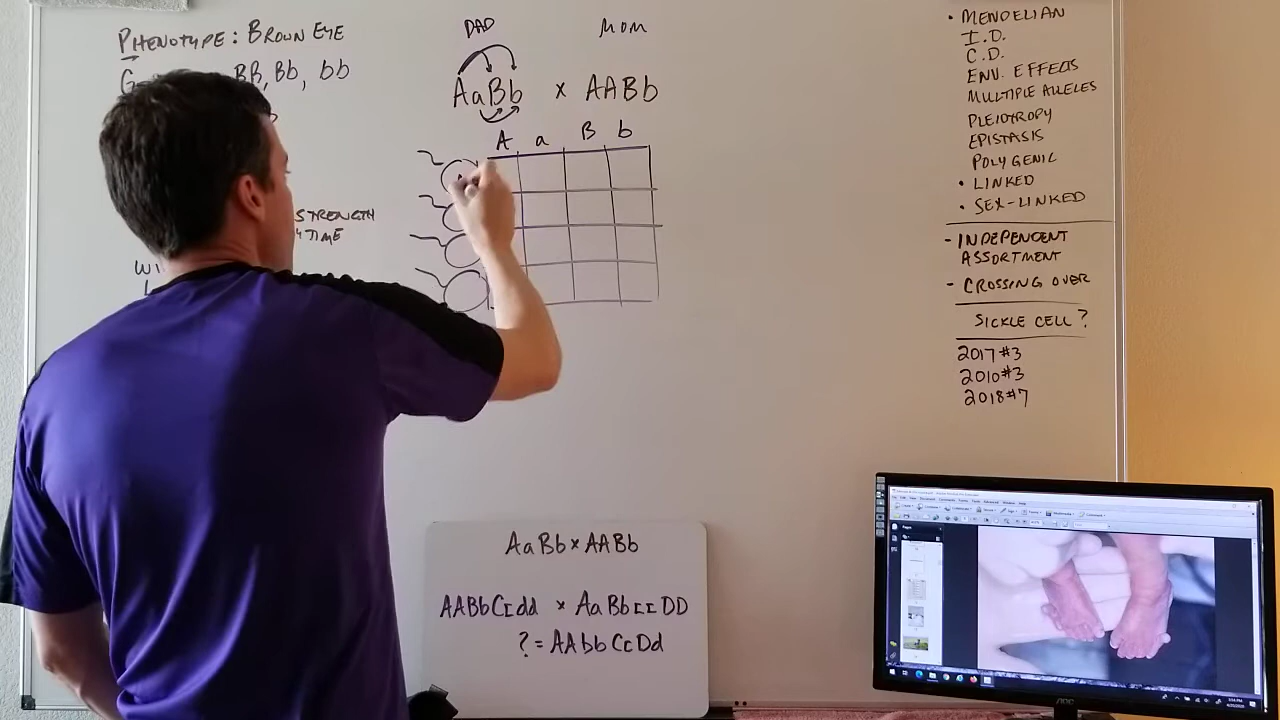 PHENOTYPE: BROWN EYE
BB, Bb, bb
STRENGTH
TIME
DAD MOM
AaBb x AABb
A a B b
• MENDELIAN
I.D.
C.D.
ENV. EFFECTS
MULTIPLE ALLELES
PLEIOTROPY
EPISTASIS
POLYGENIC
• LINKED
• SEX-LINKED
- INDEPENDENT
ASSORTMENT
- CROSSING OVER
SICKLE CELL?
2017 #3
2010 #3
2018 #7
AaBb x AABb
AABbCcdd x AaBbccDD
? = AAbbCcDd
AOC